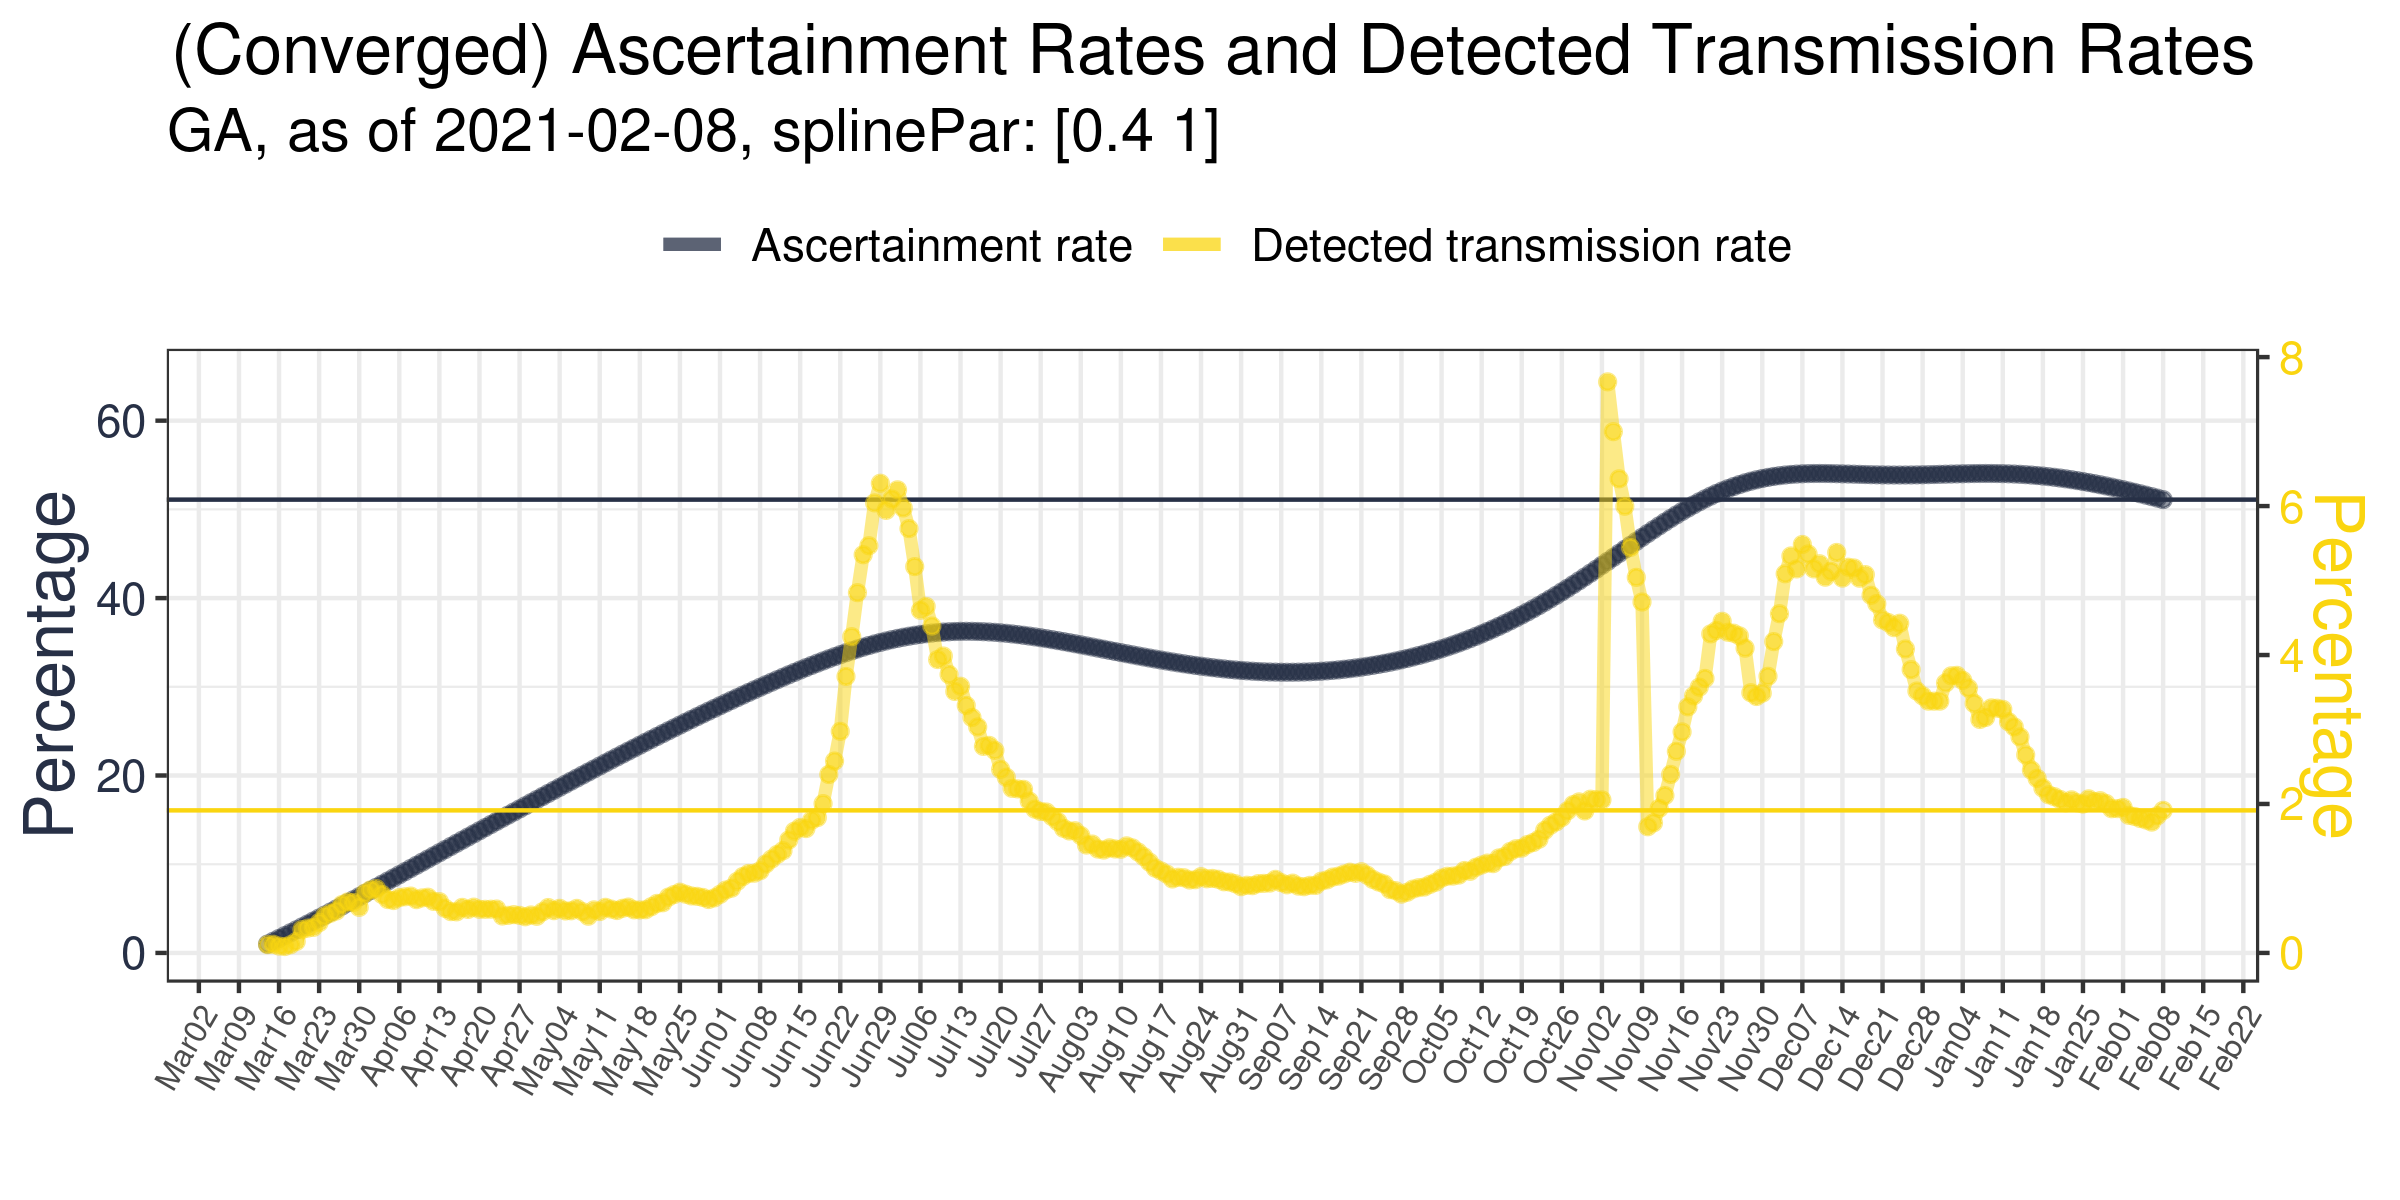 (Converged) Ascertainment Rates and Detected Transmission Rates
GA, as of 2021-02-08, splinePar: [0.4 1]
Ascertainment rate Detected transmission rate
Percentage
60
40
20
0
8
6
4
2
0
Percentage
Mar02 Mar09 Mar16 Mar23 Mar30 Apr06 Apr13 Apr20 Apr27 May04 May11 May18 May25 Jun01 Jun08 Jun15 Jun22 Jun29 Jul06 Jul13 Jul20 Jul27 Aug03 Aug10 Aug17 Aug24 Aug31 Sep07 Sep14 Sep21 Sep28 Oct05 Oct12 Oct19 Oct26 Nov02 Nov09 Nov16 Nov23 Nov30 Dec07 Dec14 Dec21 Dec28 Jan04 Jan11 Jan18 Jan25 Feb01 Feb08 Feb15 Feb22